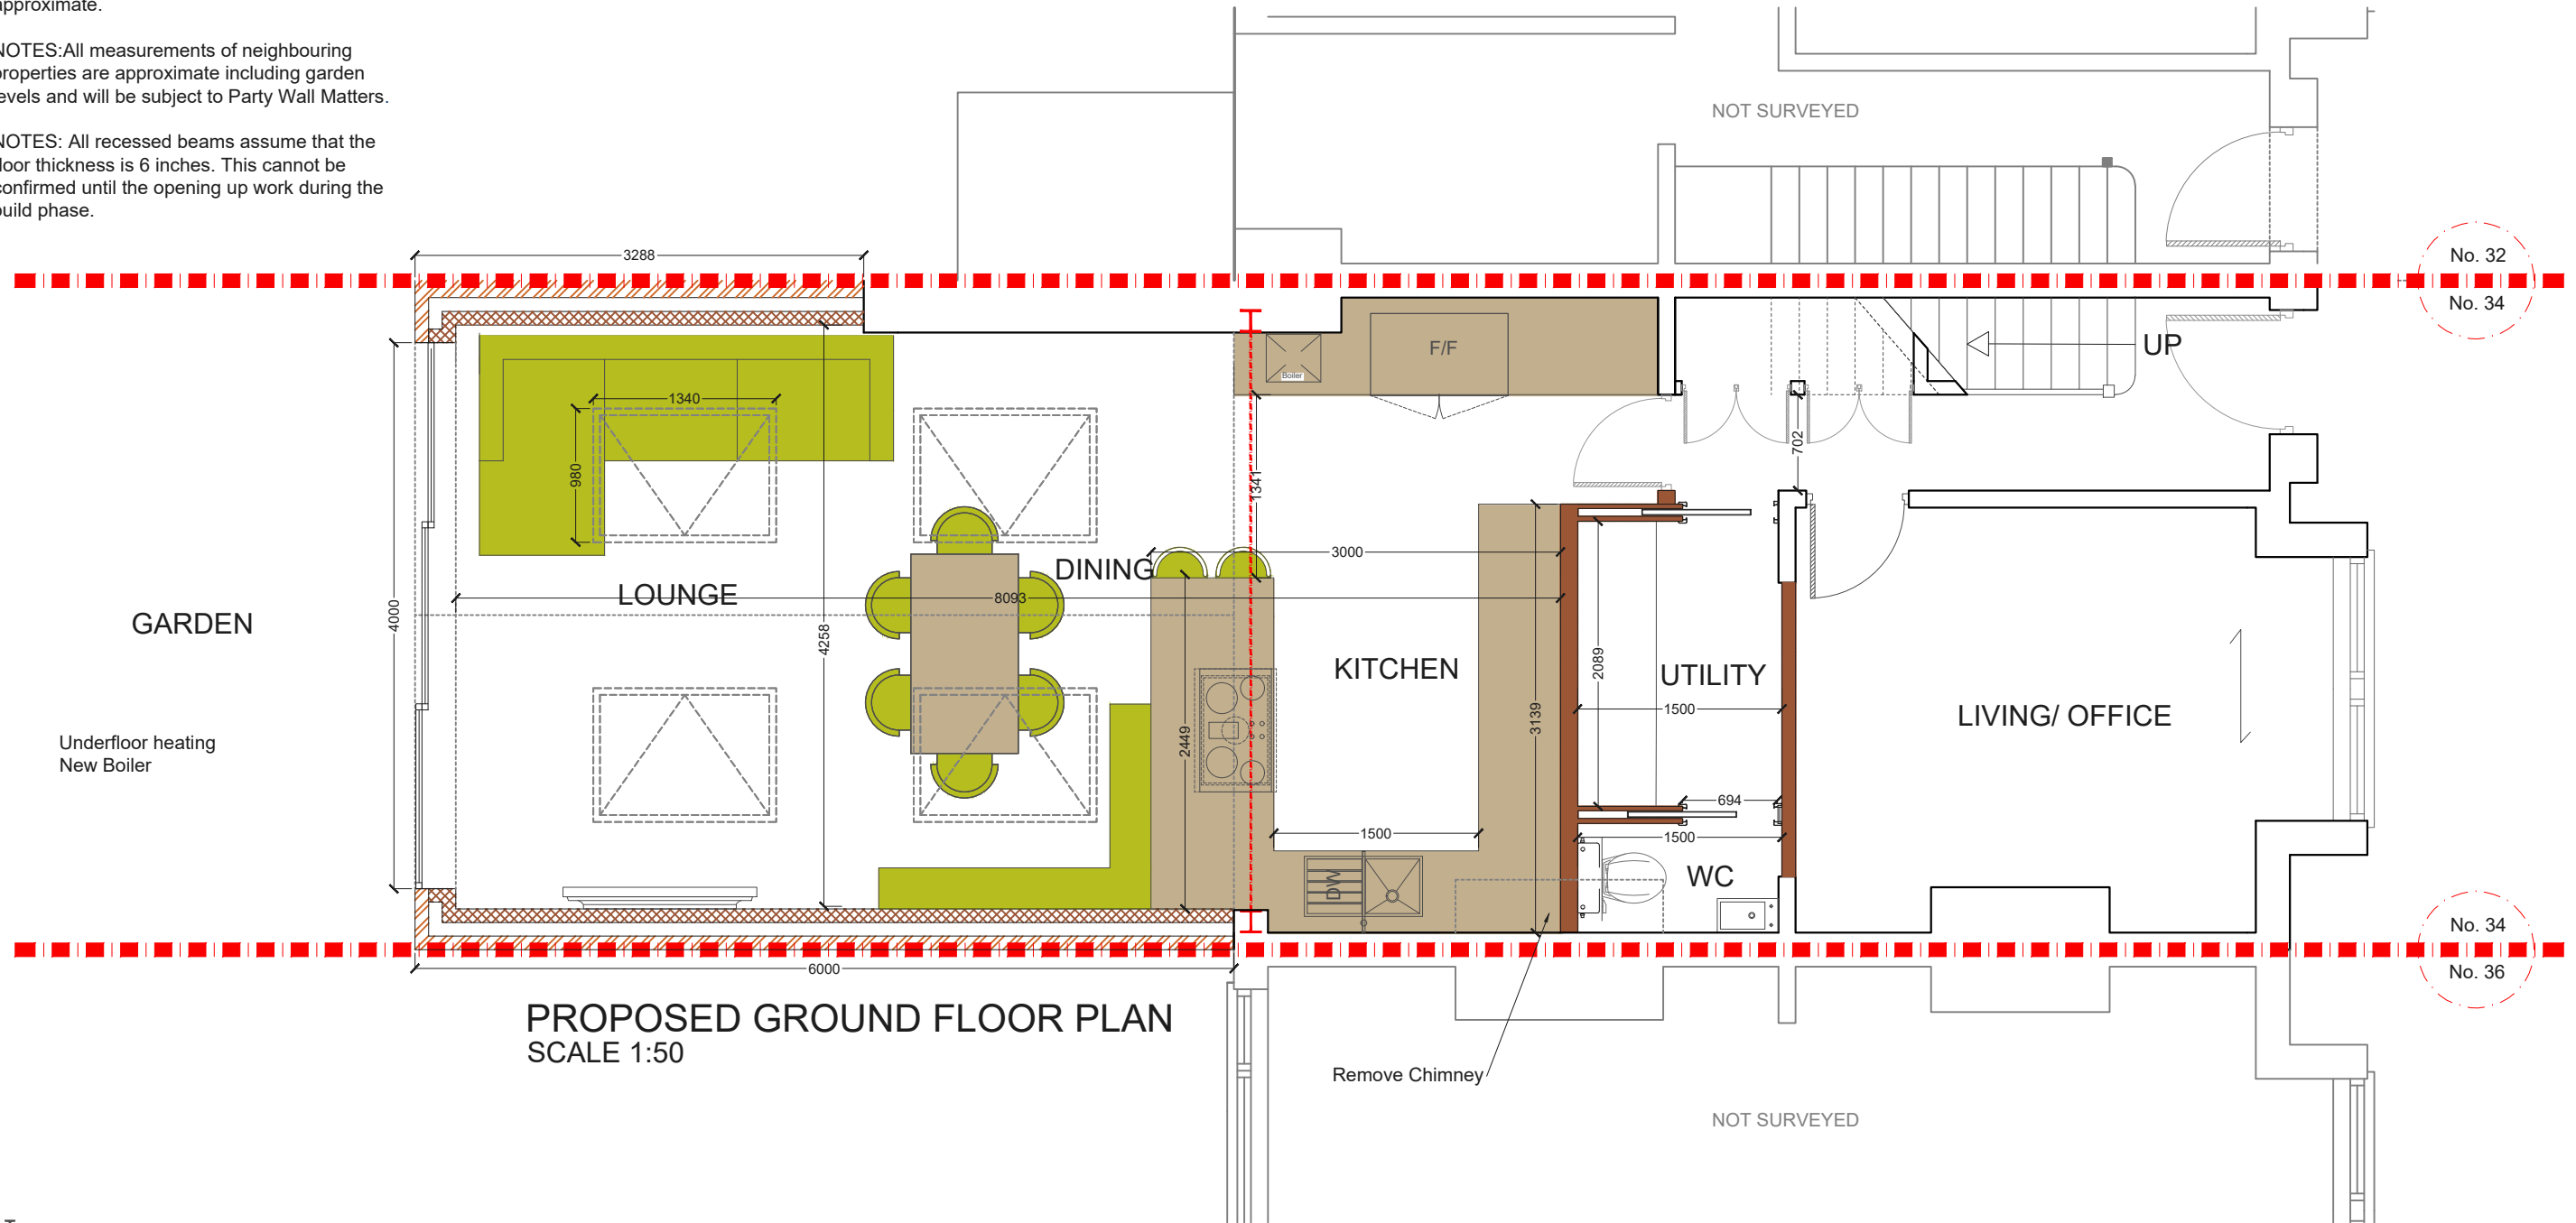 approximate.
NOTES:All measurements of neighbouring
properties are approximate including garden
levels and will be subject to Party Wall Matters.
NOTES: All recessed beams assume that the
floor thickness is 6 inches. This cannot be
confirmed until the opening up work during the
build phase.
NOT SURVEYED
3288
No. 32
No. 34
UP
F/F
Boiler
1340
980
702
1341
3000
DINING
LOUNGE
8093
GARDEN
4000
4258
KITCHEN
2089
UTILITY
1500
LIVING/ OFFICE
Underfloor heating
New Boiler
2449
3139
694
1500
1500
WC
DW
No. 34
No. 36
6000
PROPOSED GROUND FLOOR PLAN
SCALE 1:50
Remove Chimney
NOT SURVEYED